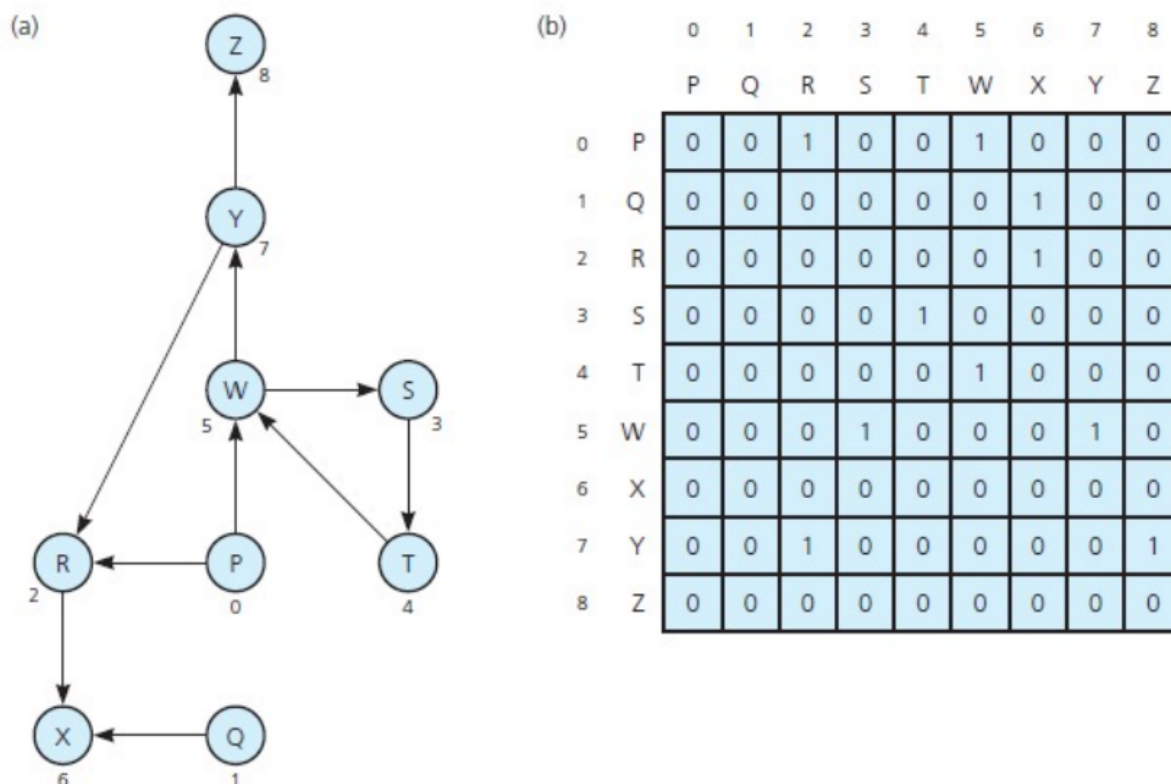 (a)
Z
8
Y
7
W
5
S
3
R
2
P
0
T
4
X
6
Q
1
(b)
0 1 2 3 4 5 6 7 8
P Q R S T W X Y Z
0 P 0 0 1 0 0 1 0 0 0
1 Q 0 0 0 0 0 0 1 0 0
2 R 0 0 0 0 0 0 1 0 0
3 S 0 0 0 0 1 0 0 0 0
4 T 0 0 0 0 0 1 0 0 0
5 W 0 0 0 1 0 0 0 1 0
6 X 0 0 0 0 0 0 0 0 0
7 Y 0 0 1 0 0 0 0 0 1
8 Z 0 0 0 0 0 0 0 0 0